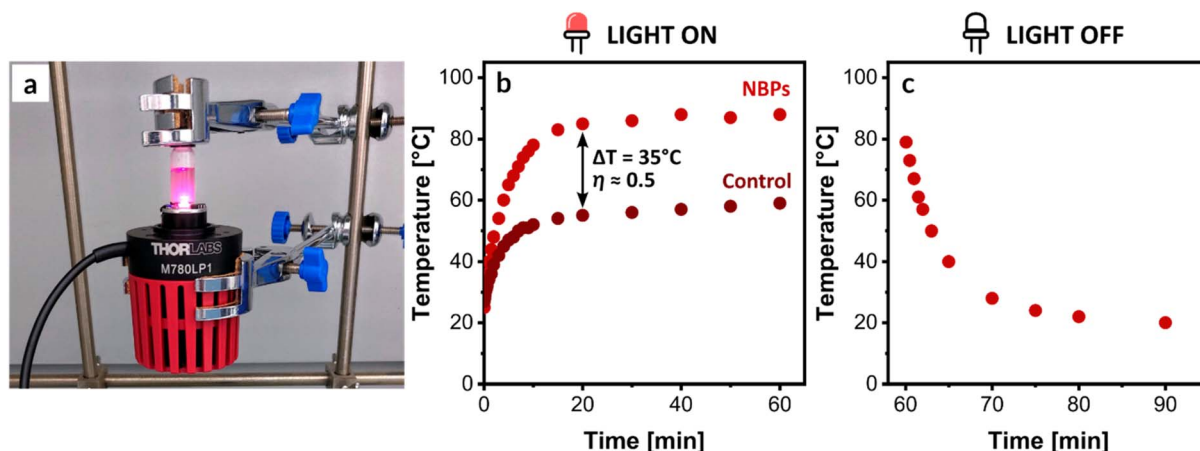 LIGHT ON
LIGHT OFF
a
THORLABS
M780LP1
b
NBPs
ΔT = 35°C
η ≈ 0.5
Control
Temperature [°C]
100
80
60
40
20
0
0
20
40
60
Time [min]
c
Temperature [°C]
100
80
60
40
20
0
60
70
80
90
Time [min]